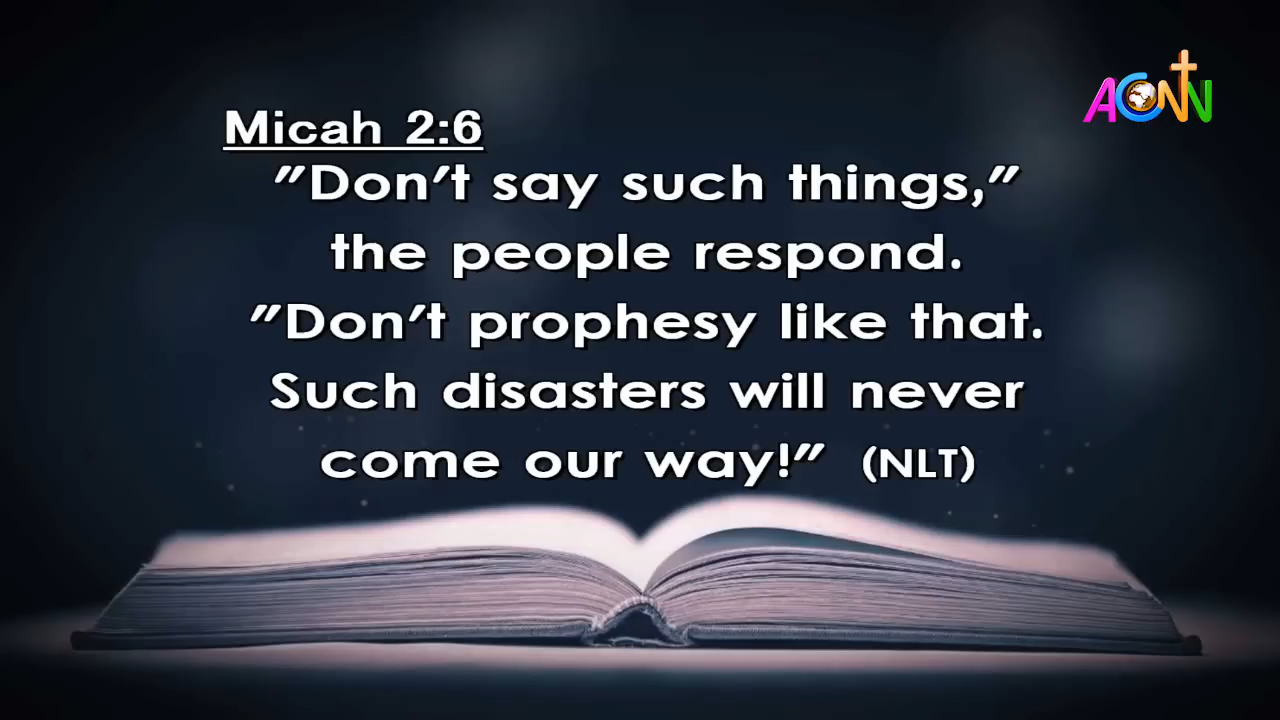 ACNN
Micah 2:6
"Don't say such things,"
the people respond.
"Don't prophesy like that.
Such disasters will never
come our way!" (NLT)